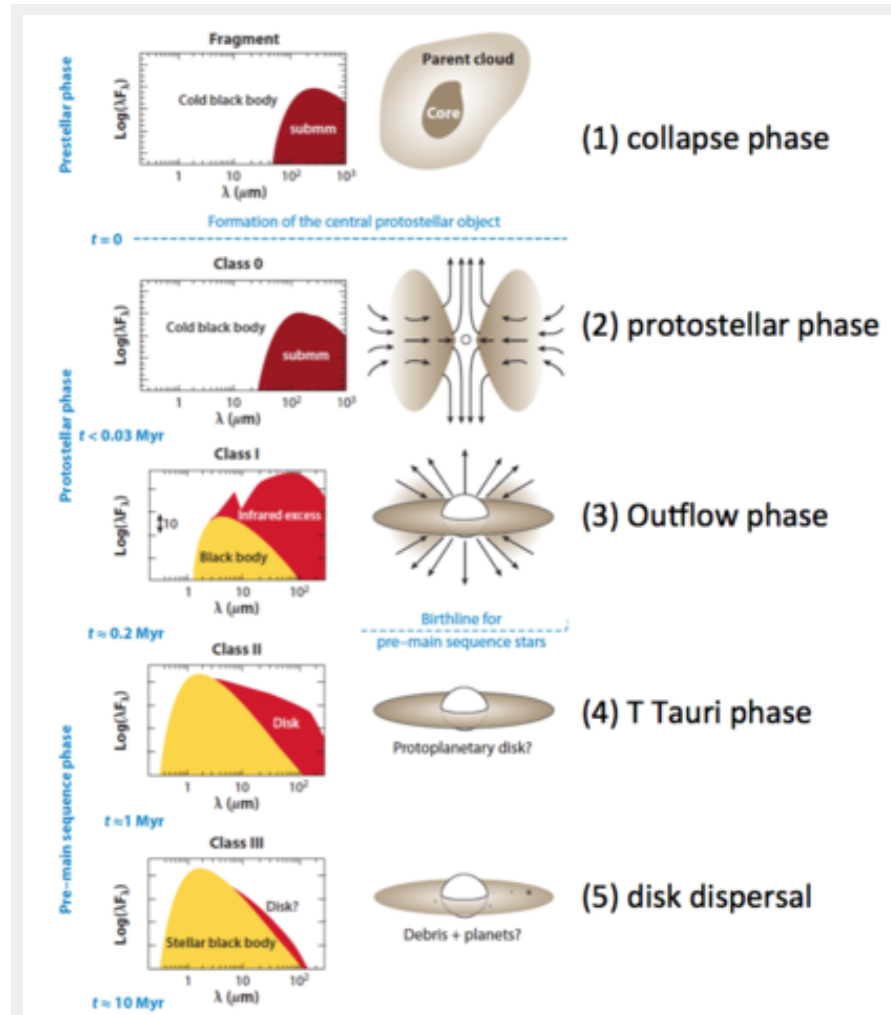 Prestellar phase
Fragment
Log(λFλ)
Cold black body
submm
1 10 10² 10³
λ (μm)
Parent cloud
Core
(1) collapse phase
Formation of the central protostellar object
t = 0
Protostellar phase
Class 0
Log(λFλ)
Cold black body
submm
1 10 10² 10³
λ (μm)
(2) protostellar phase
t < 0.03 Myr
Class I
Log(λFλ)
10
Infrared excess
Black body
1 10 10²
λ (μm)
(3) Outflow phase
t ≈ 0.2 Myr
Birthline for
pre–main sequence stars
Pre–main sequence phase
Class II
Log(λFλ)
Disk
1 10 10²
λ (μm)
Protoplanetary disk?
(4) T Tauri phase
t ≈1 Myr
Class III
Log(λFλ)
Disk?
Stellar black body
1 10 10²
λ (μm)
Debris + planets?
(5) disk dispersal
t ≈ 10 Myr